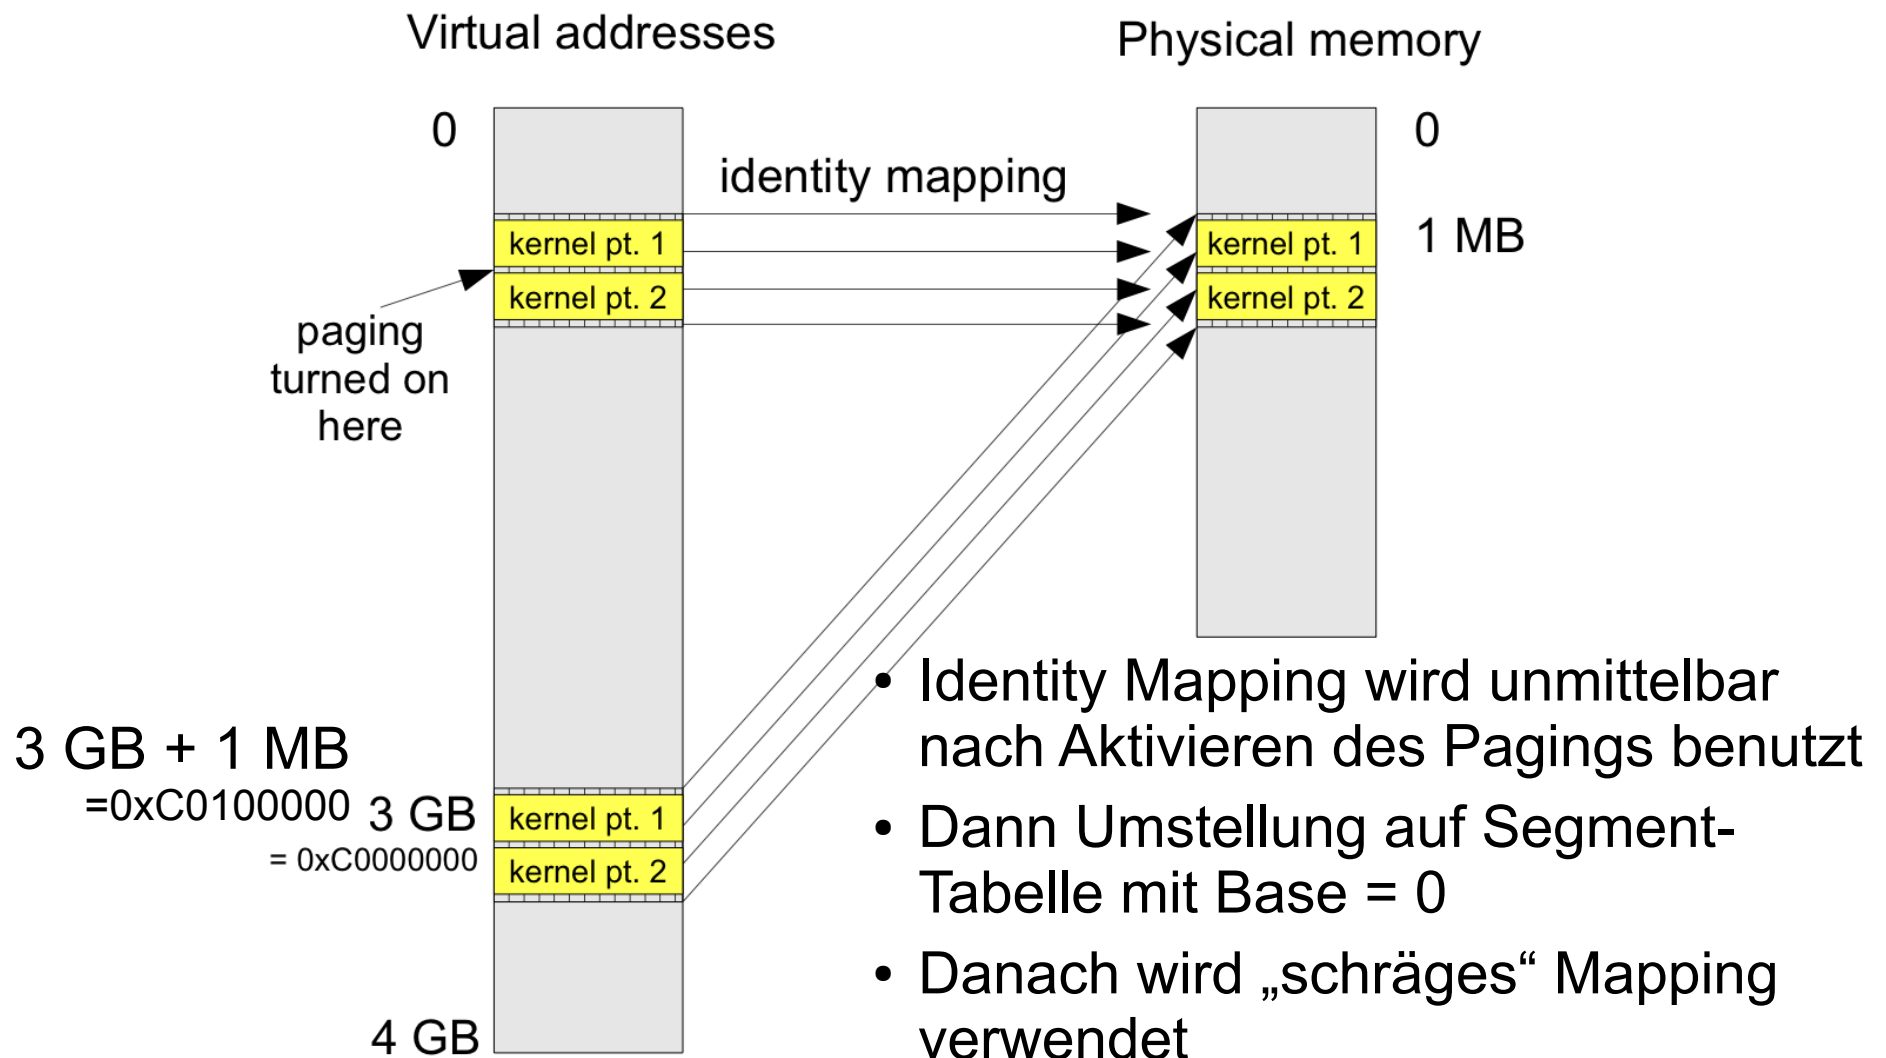 Virtual addresses
Physical memory
0
0
identity mapping
kernel pt. 1
kernel pt. 1
1 MB
kernel pt. 2
kernel pt. 2
paging
turned on
here
• Identity Mapping wird unmittelbar
nach Aktivieren des Pagings benutzt
3 GB + 1 MB
=0xC0100000
3 GB
= 0xC0000000
kernel pt. 1
kernel pt. 2
• Dann Umstellung auf Segment-
Tabelle mit Base = 0
• Danach wird „schräges“ Mapping
verwendet
4 GB